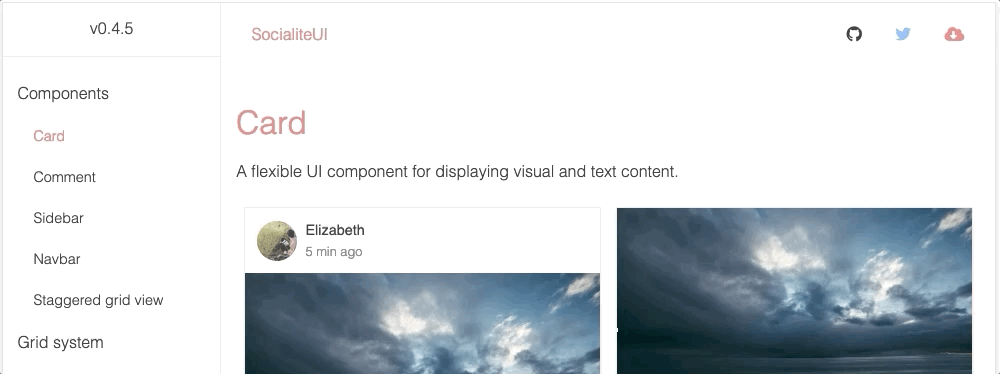 v0.4.5
SocialiteUI
Components
Card
Comment
Sidebar
Navbar
Staggered grid view
Grid system
Card
A flexible UI component for displaying visual and text content.
Elizabeth
5 min ago